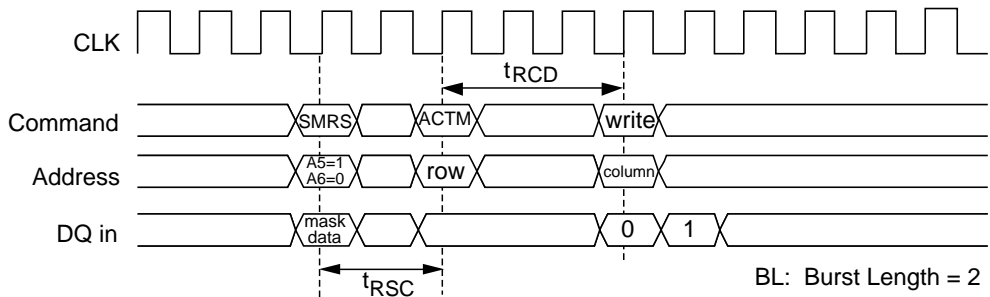 CLK
tRCD
Command SMRS ACTM write
Address A5=1 A6=0 row column
DQ in mask data 0 1
tRSC
BL: Burst Length = 2